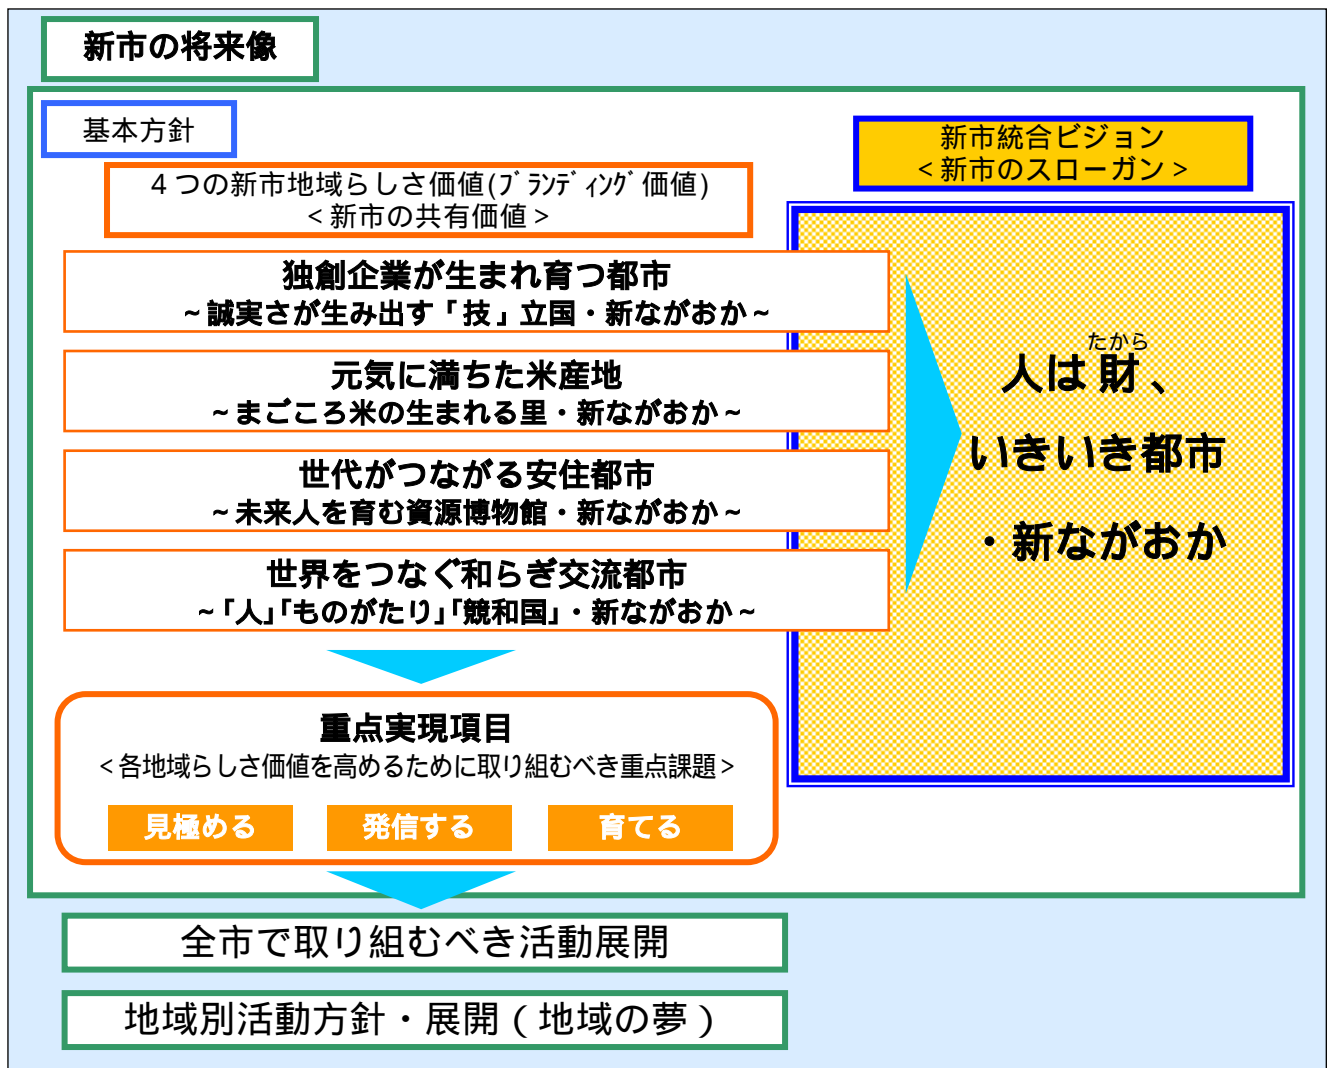 新市の将来像
基本方針
４つの新市地域らしさ価値(ﾌﾞﾗﾝﾃﾞｨﾝｸﾞ価値)
＜新市の共有価値＞
新市統合ビジョン
＜新市のスローガン＞
独創企業が生まれ育つ都市
～誠実さが生み出す「技」立国・新ながおか～
元気に満ちた米産地
～まごころ米の生まれる里・新ながおか～
世代がつながる安住都市
～未来人を育む資源博物館・新ながおか～
世界をつなぐ和らぎ交流都市
～「人」「ものがたり」「競和国」・新ながおか～
たから
人は財、
いきいき都市
・新ながおか
重点実現項目
＜各地域らしさ価値を高めるために取り組むべき重点課題＞
見極める
発信する
育てる
全市で取り組むべき活動展開
地域別活動方針・展開（地域の夢）